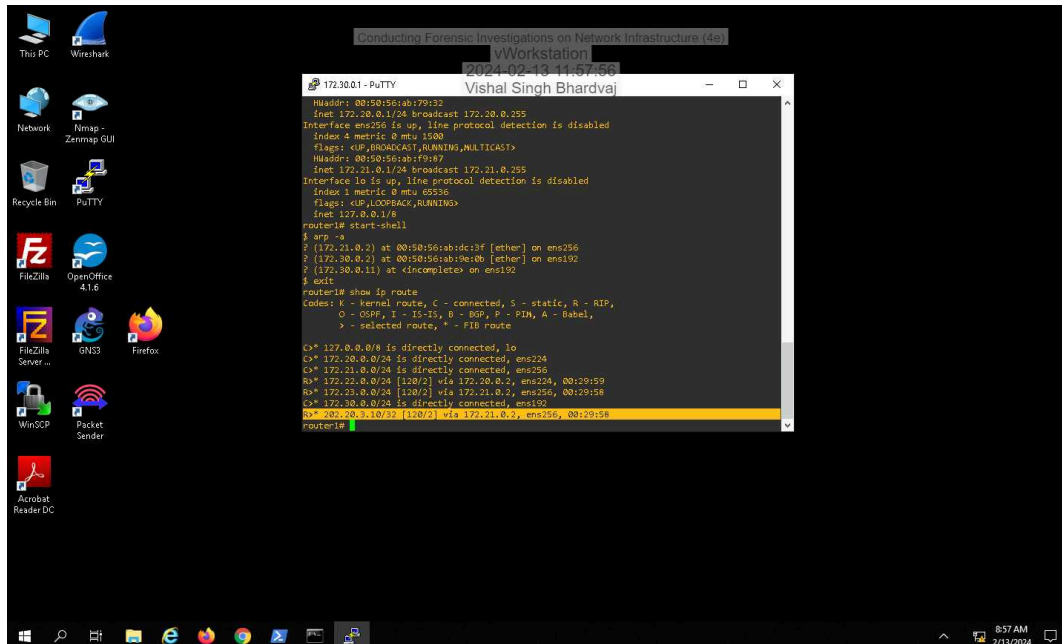 This PC
Wireshark
Network
Nmap -
Zenmap GUI
Recycle Bin
PuTTY
FileZilla
OpenOffice
4.1.6
FileZilla
Server ...
GNS3
Firefox
WinSCP
Packet
Sender
Acrobat
Reader DC
Conducting Forensic Investigations on Network Infrastructure (4e)
vWorkstation
2024-02-13 11:57:56
Vishal Singh Bhardvaj
172.30.0.1 - PuTTY
HWaddr: 00:50:56:ab:79:32
inet 172.20.0.1/24 broadcast 172.20.0.255
Interface ens256 is up, line protocol detection is disabled
index 4 metric 0 mtu 1500
flags: <UP,BROADCAST,RUNNING,MULTICAST>
HWaddr: 00:50:56:ab:f9:87
inet 172.21.0.1/24 broadcast 172.21.0.255
Interface lo is up, line protocol detection is disabled
index 1 metric 0 mtu 65536
flags: <UP,LOOPBACK,RUNNING>
inet 127.0.0.1/8
router1# start-shell
$ arp -a
? (172.21.0.2) at 00:50:56:ab:dc:3f [ether] on ens256
? (172.30.0.2) at 00:50:56:ab:9e:0b [ether] on ens192
? (172.30.0.11) at <incomplete> on ens192
$ exit
router1# show ip route
Codes: K - kernel route, C - connected, S - static, R - RIP,
O - OSPF, I - IS-IS, B - BGP, P - PIM, A - Babel,
> - selected route, * - FIB route
C>* 127.0.0.0/8 is directly connected, lo
C>* 172.20.0.0/24 is directly connected, ens224
C>* 172.21.0.0/24 is directly connected, ens256
R>* 172.22.0.0/24 [120/2] via 172.20.0.2, ens224, 00:29:59
R>* 172.23.0.0/24 [120/2] via 172.21.0.2, ens256, 00:29:58
C>* 172.30.0.0/24 is directly connected, ens192
R>* 202.20.3.10/32 [120/2] via 172.21.0.2, ens256, 00:29:58
router1#
8:57 AM
2/13/2024